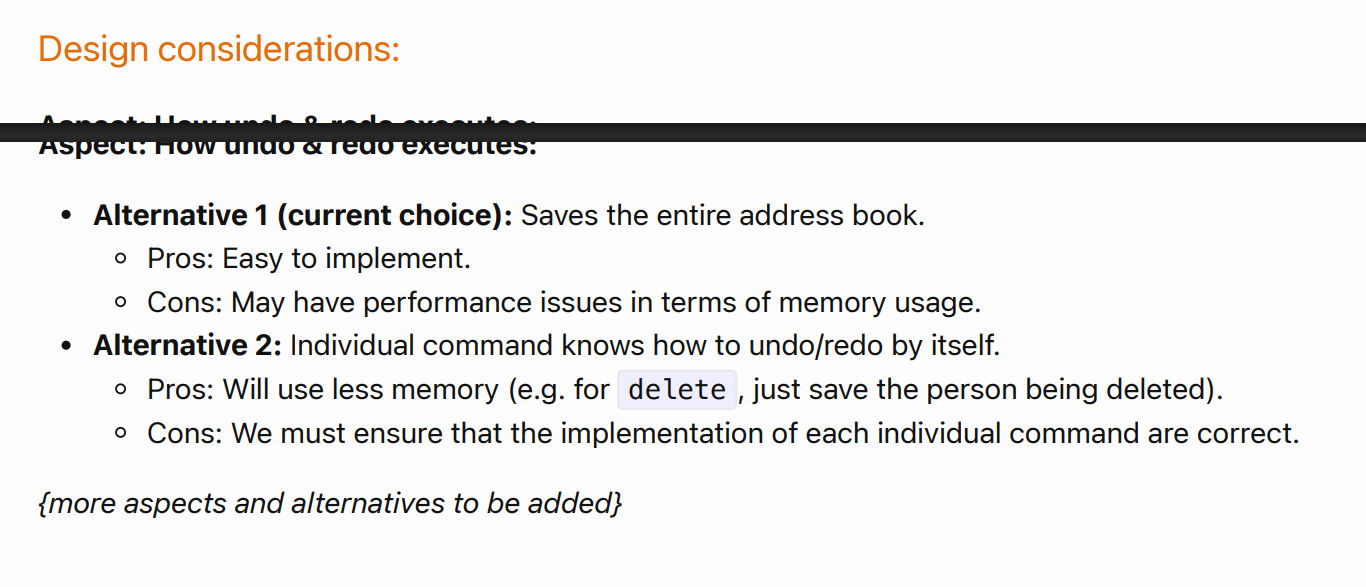 Design considerations:
Aspect: How undo & redo executes:
Aspect: How undo & redo executes:
Alternative 1 (current choice): Saves the entire address book.
Pros: Easy to implement.
Cons: May have performance issues in terms of memory usage.
Alternative 2: Individual command knows how to undo/redo by itself.
Pros: Will use less memory (e.g. for delete, just save the person being deleted).
Cons: We must ensure that the implementation of each individual command are correct.
{more aspects and alternatives to be added}